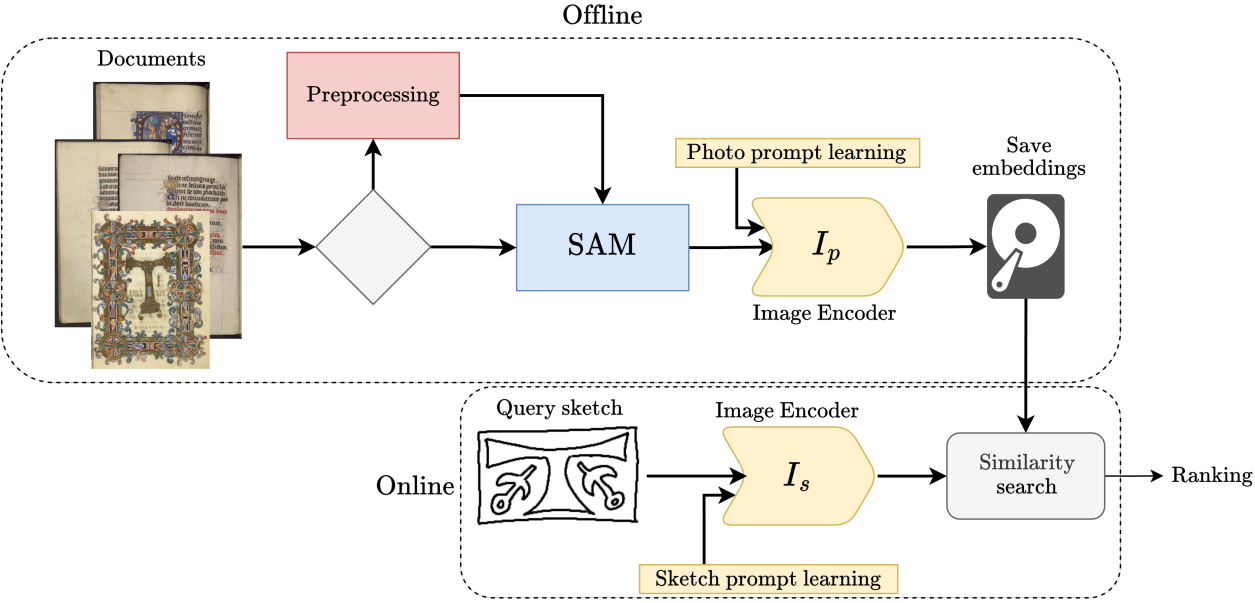 Offline
Documents
Preprocessing
Photo prompt learning
Save
embeddings
SAM
I_p
Image Encoder
Query sketch
Image Encoder
Online
I_s
Similarity
search
Ranking
Sketch prompt learning